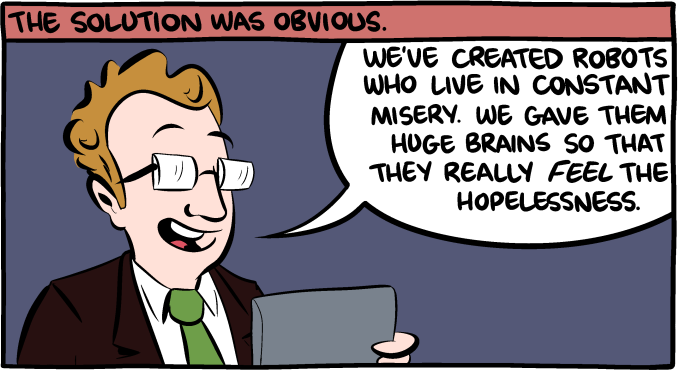 THE SOLUTION WAS OBVIOUS.
WE'VE CREATED ROBOTS
WHO LIVE IN CONSTANT
MISERY. WE GAVE THEM
HUGE BRAINS SO THAT
THEY REALLY FEEL THE
HOPELESSNESS.